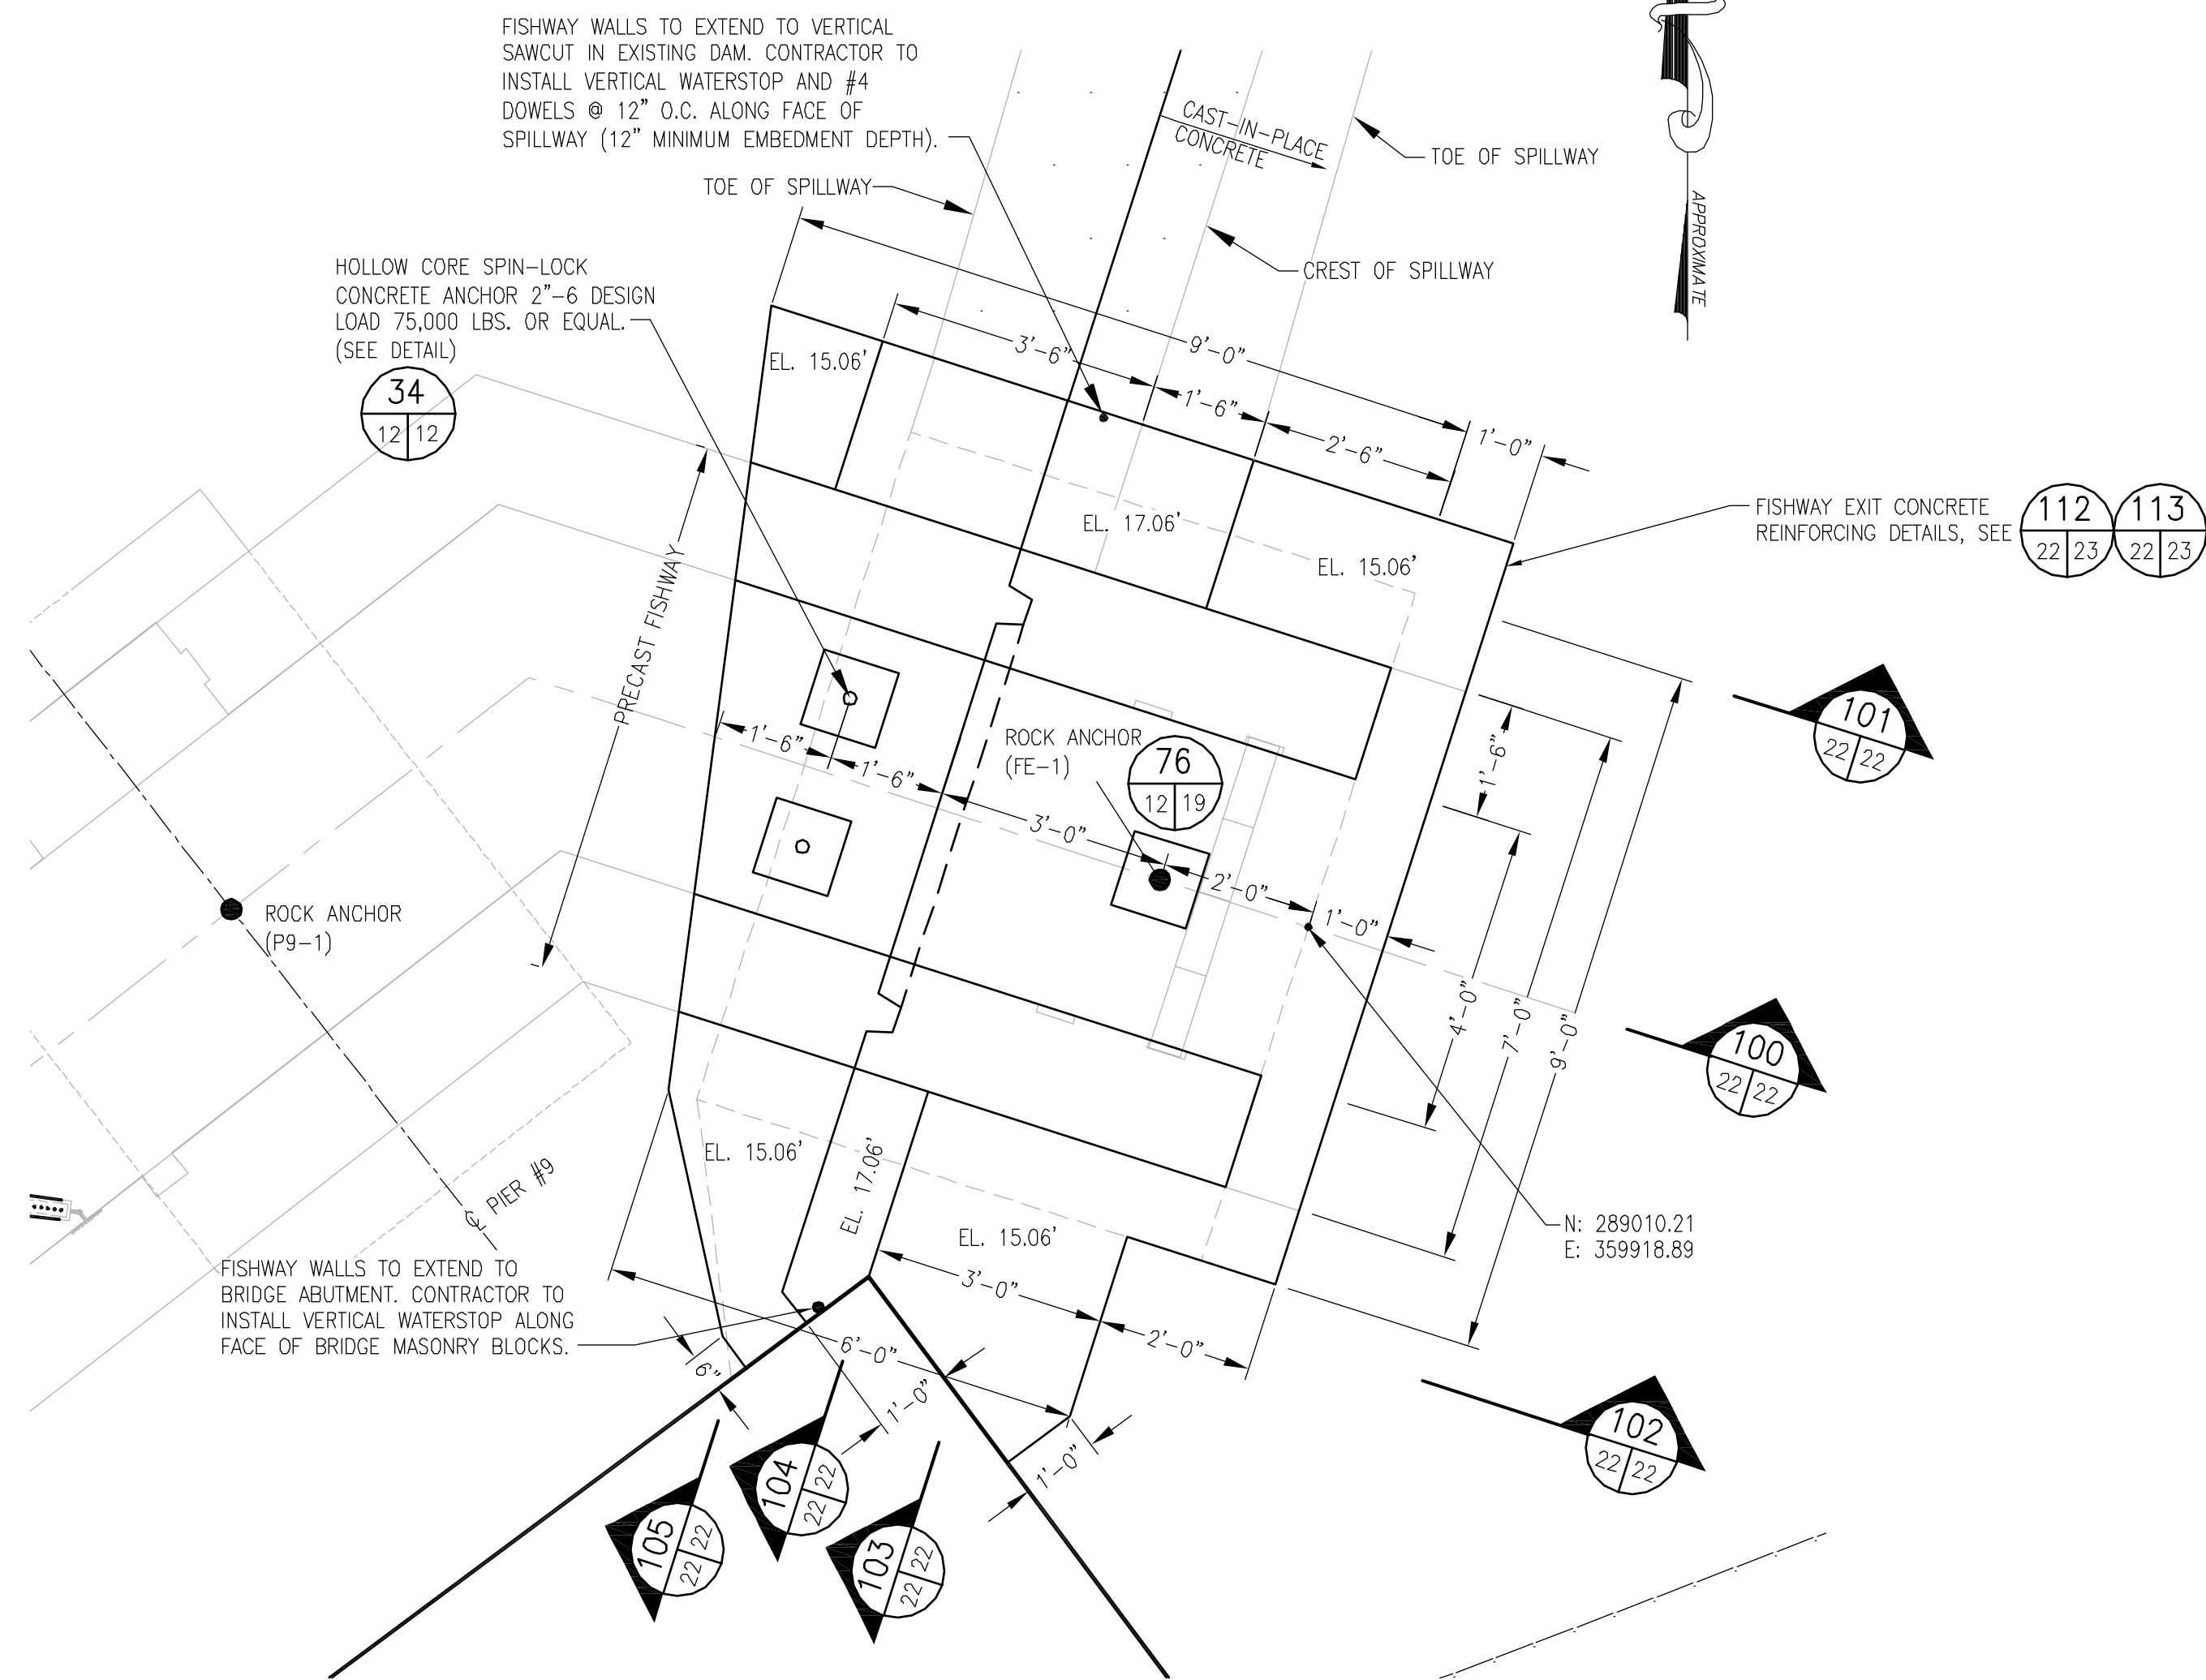 FISHWAY WALLS TO EXTEND TO VERTICAL
SAWCUT IN EXISTING DAM. CONTRACTOR TO
INSTALL VERTICAL WATERSTOP AND #4
DOWELS @ 12" O.C. ALONG FACE OF
SPILLWAY (12" MINIMUM EMBEDMENT DEPTH).
CAST-IN-PLACE
CONCRETE
TOE OF SPILLWAY
TOE OF SPILLWAY
CREST OF SPILLWAY
APPROXIMATE
HOLLOW CORE SPIN-LOCK
CONCRETE ANCHOR 2"-6 DESIGN
LOAD 75,000 LBS. OR EQUAL.
(SEE DETAIL)
34
12 12
EL. 15.06'
3'-6"
9'-0"
1'-6"
2'-6"
1'-0"
EL. 17.06'
EL. 15.06'
FISHWAY EXIT CONCRETE
REINFORCING DETAILS, SEE
112
22 23
113
22 23
PRECAST FISHWAY
1'-6"
1'-6"
3'-0"
2'-0"
1'-0"
ROCK ANCHOR
(FE-1)
76
12 19
1'-6"
4'-0"
7'-0"
9'-0"
101
22 22
100
22 22
102
22 22
ROCK ANCHOR
(P9-1)
℄ PIER #9
EL. 15.06'
EL. 17.06'
EL. 15.06'
N: 289010.21
E: 359918.89
FISHWAY WALLS TO EXTEND TO
BRIDGE ABUTMENT. CONTRACTOR TO
INSTALL VERTICAL WATERSTOP ALONG
FACE OF BRIDGE MASONRY BLOCKS.
3'-0"
2'-0"
6'-0"
6"
1'-0"
1'-0"
105
22 22
104
22 22
103
22 22